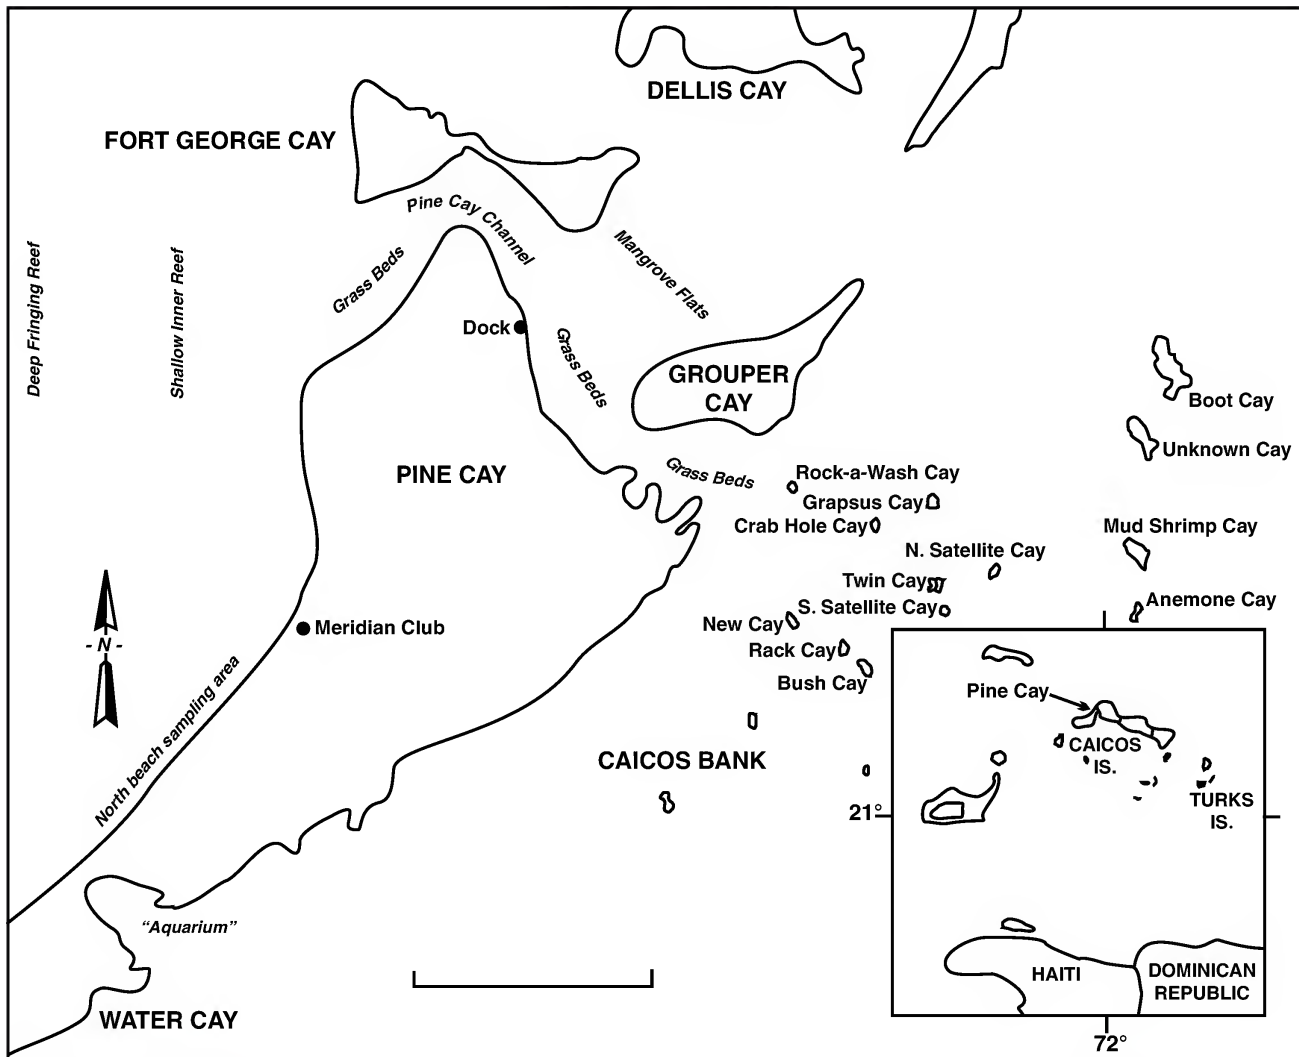 DELLIS CAY
FORT GEORGE CAY
Pine Cay Channel
Mangrove Flats
Deep Fringing Reef
Shallow Inner Reef
Grass Beds
Dock
Grass Beds
GROUPER
CAY
Boot Cay
Unknown Cay
PINE CAY
Grass Beds
Rock-a-Wash Cay
Grapsus Cay
Crab Hole Cay
Mud Shrimp Cay
N. Satellite Cay
Twin Cay
S. Satellite Cay
Anemone Cay
New Cay
Meridian Club
- N -
Rack Cay
Bush Cay
North beach sampling area
CAICOS BANK
Pine Cay
CAICOS
IS.
TURKS
IS.
21°
"Aquarium"
HAITI
DOMINICAN
REPUBLIC
WATER CAY
72°